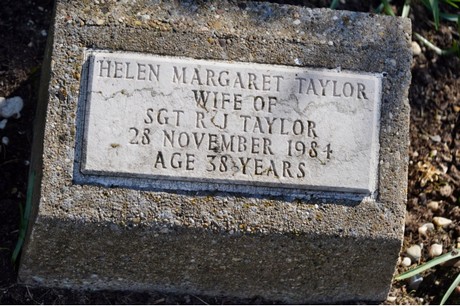 HELEN MARGARET TAYLOR
WIFE OF
SGT R J TAYLOR
28 NOVEMBER 1984
AGE 38 YEARS